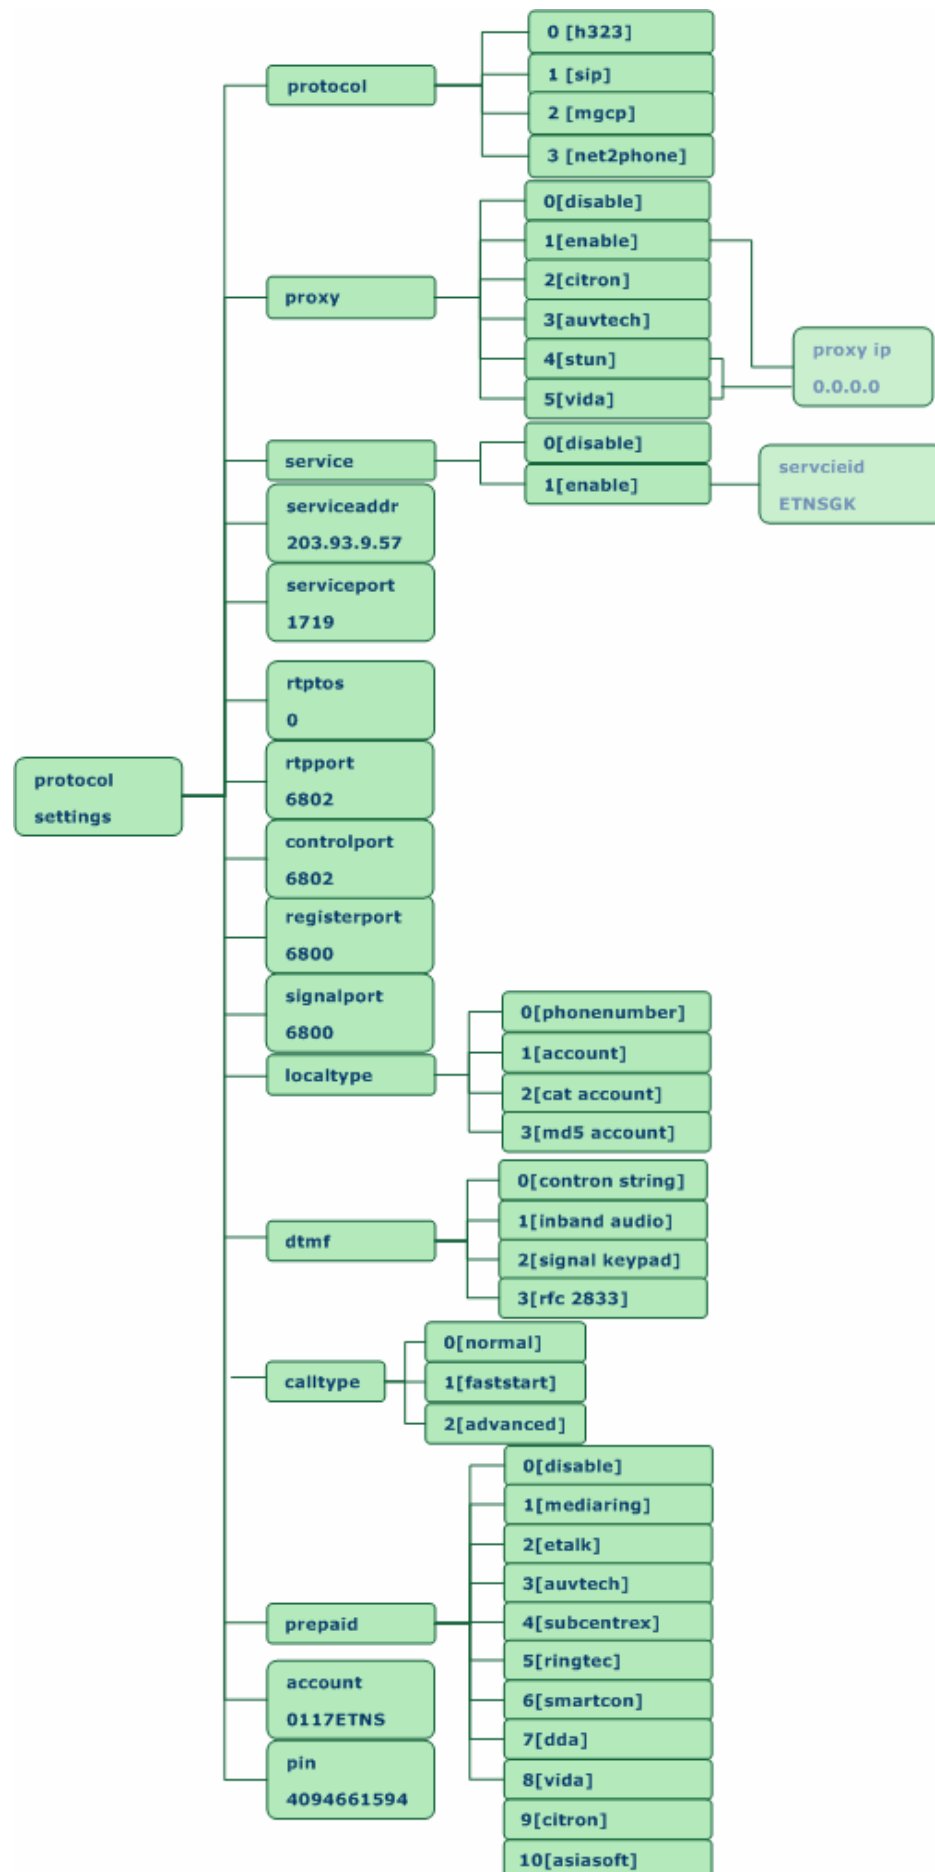 protocol
settings
protocol
0 [h323]
1 [sip]
2 [mgcp]
3 [net2phone]
proxy
0[disable]
1[enable]
2[citron]
3[auvtech]
4[stun]
5[vida]
proxy ip
0.0.0.0
service
0[disable]
1[enable]
servcieid
ETNSGK
serviceaddr
203.93.9.57
serviceport
1719
rtptos
0
rtpport
6802
controlport
6802
registerport
6800
signalport
6800
localtype
0[phonenumber]
1[account]
2[cat account]
3[md5 account]
dtmf
0[contron string]
1[inband audio]
2[signal keypad]
3[rfc 2833]
calltype
0[normal]
1[faststart]
2[advanced]
prepaid
0[disable]
1[mediaring]
2[etalk]
3[auvtech]
4[subcentrex]
5[ringtec]
6[smartcon]
7[dda]
8[vida]
9[citron]
10[asiasoft]
account
0117ETNS
pin
4094661594